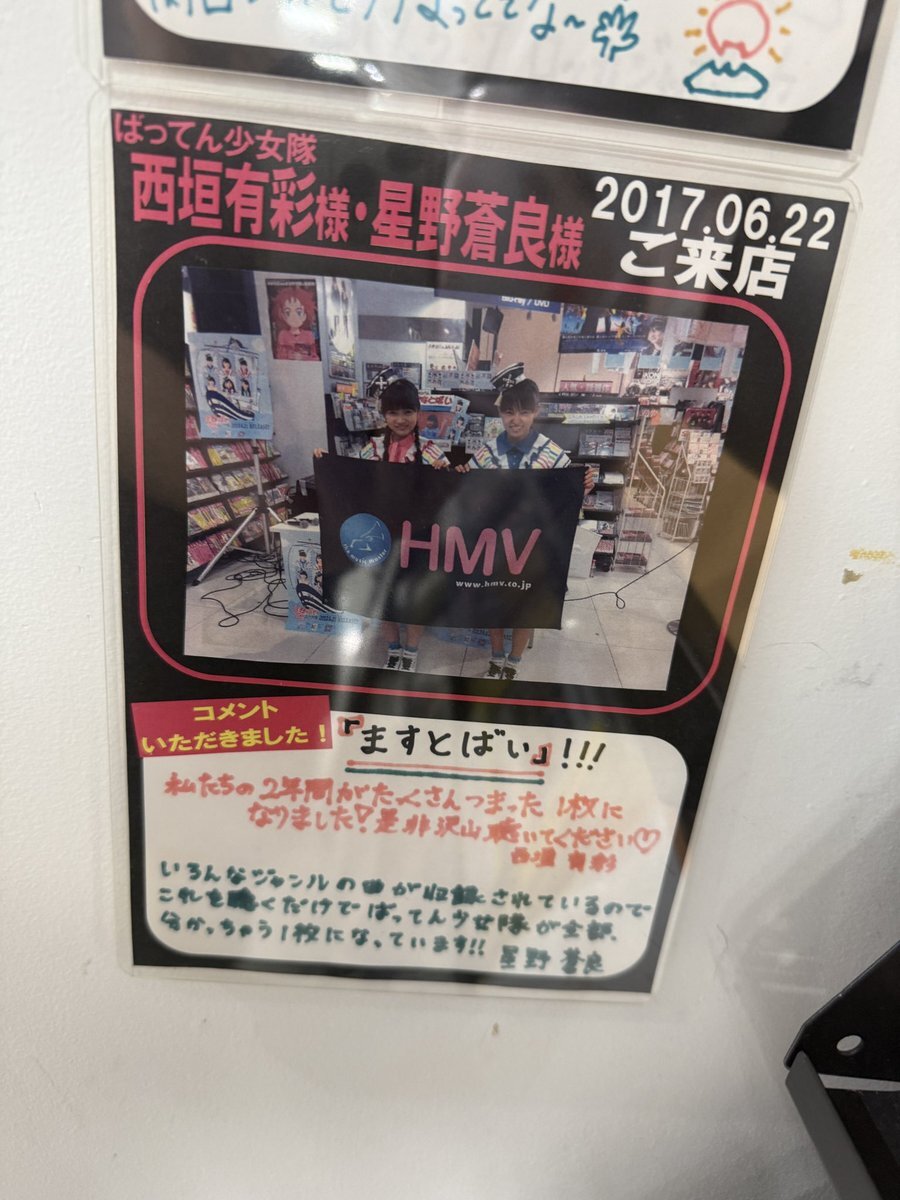 ばってん少女隊
西垣有彩様・星野蒼良様
2017.06.22
ご来店
Blu-ray / DVD
HMV
the music master
www.hmv.co.jp
コメント
いただきました！
『ますとばい』!!!
私たちの2年間がたくさんつまった 1枚に
なりました！是非沢山 聴いてください♡
西垣 有彩
いろんなジャンルの曲が収録されているので
これを聴くだけでばってん少女隊が全部、
分かっちゃう1枚になっています!!
星野 蒼良